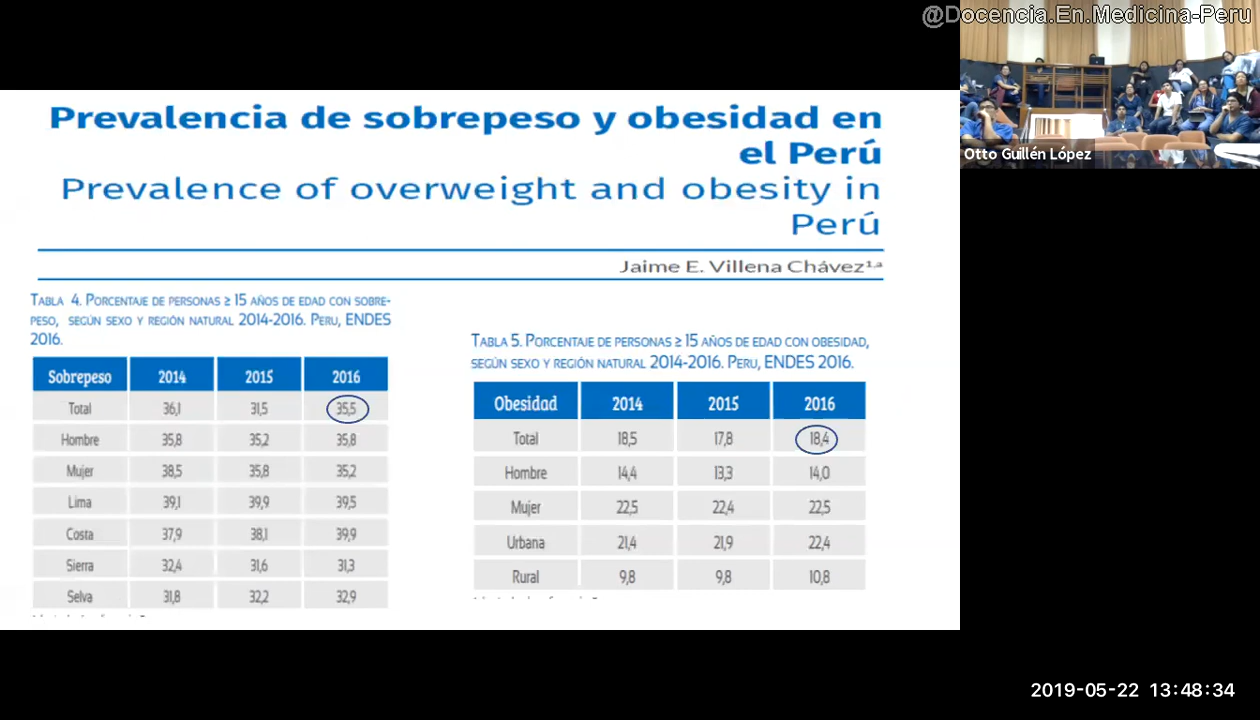 @Docencia.En.Medicina-Peru
Otto Guillén López
Prevalencia de sobrepeso y obesidad en
el Perú
Prevalence of overweight and obesity in
Perú
Jaime E. Villena Chávez¹,ᵃ
TABLA 4. PORCENTAJE DE PERSONAS ≥ 15 AÑOS DE EDAD CON SOBRE-
PESO, SEGÚN SEXO Y REGIÓN NATURAL 2014-2016. PERU, ENDES
2016.
Sobrepeso 2014 2015 2016
Total 36,1 31,5 35,5
Hombre 35,8 35,2 35,8
Mujer 38,5 35,8 35,2
Lima 39,1 39,9 39,5
Costa 37,9 38,1 39,9
Sierra 32,4 31,6 31,3
Selva 31,8 32,2 32,9
TABLA 5. PORCENTAJE DE PERSONAS ≥ 15 AÑOS DE EDAD CON OBESIDAD,
SEGÚN SEXO Y REGIÓN NATURAL 2014-2016. PERU, ENDES 2016.
Obesidad 2014 2015 2016
Total 18,5 17,8 18,4
Hombre 14,4 13,3 14,0
Mujer 22,5 22,4 22,5
Urbana 21,4 21,9 22,4
Rural 9,8 9,8 10,8
2019-05-22 13:48:34